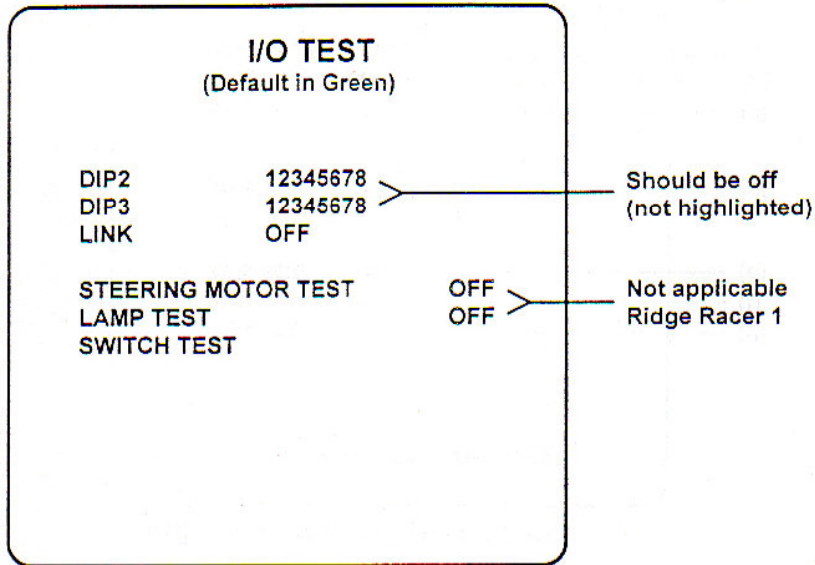 I/O TEST
(Default in Green)
DIP2 12345678
DIP3 12345678
LINK OFF
Should be off
(not highlighted)
STEERING MOTOR TEST OFF
LAMP TEST OFF
SWITCH TEST
Not applicable
Ridge Racer 1